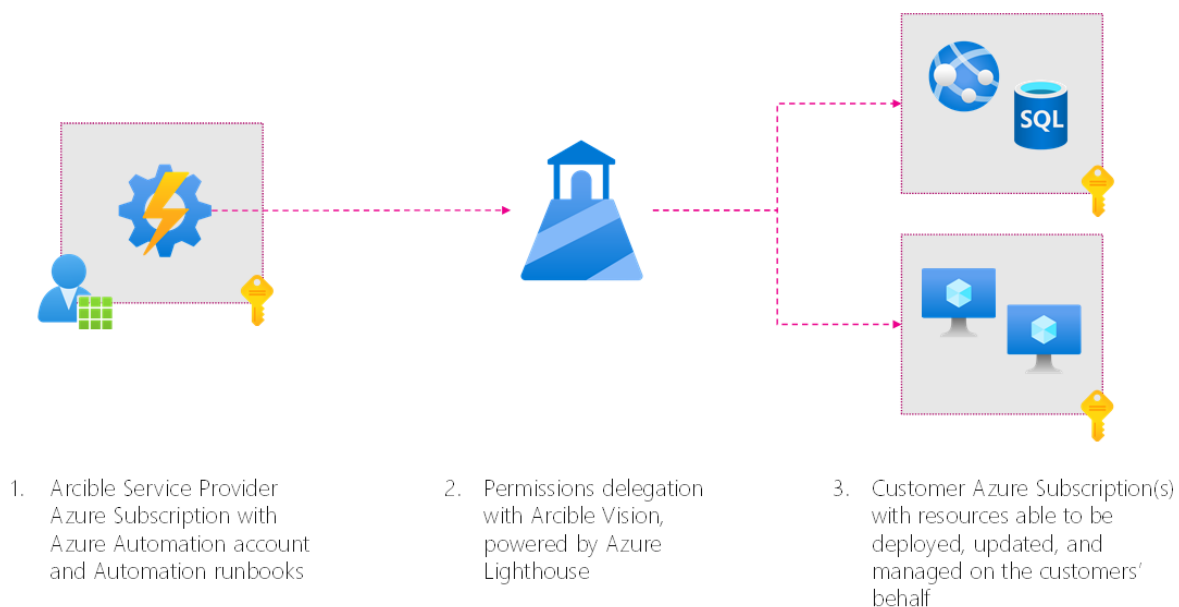 SQL
1. Arcible Service Provider
Azure Subscription with
Azure Automation account
and Automation runbooks
2. Permissions delegation
with Arcible Vision,
powered by Azure
Lighthouse
3. Customer Azure Subscription(s)
with resources able to be
deployed, updated, and
managed on the customers’
behalf